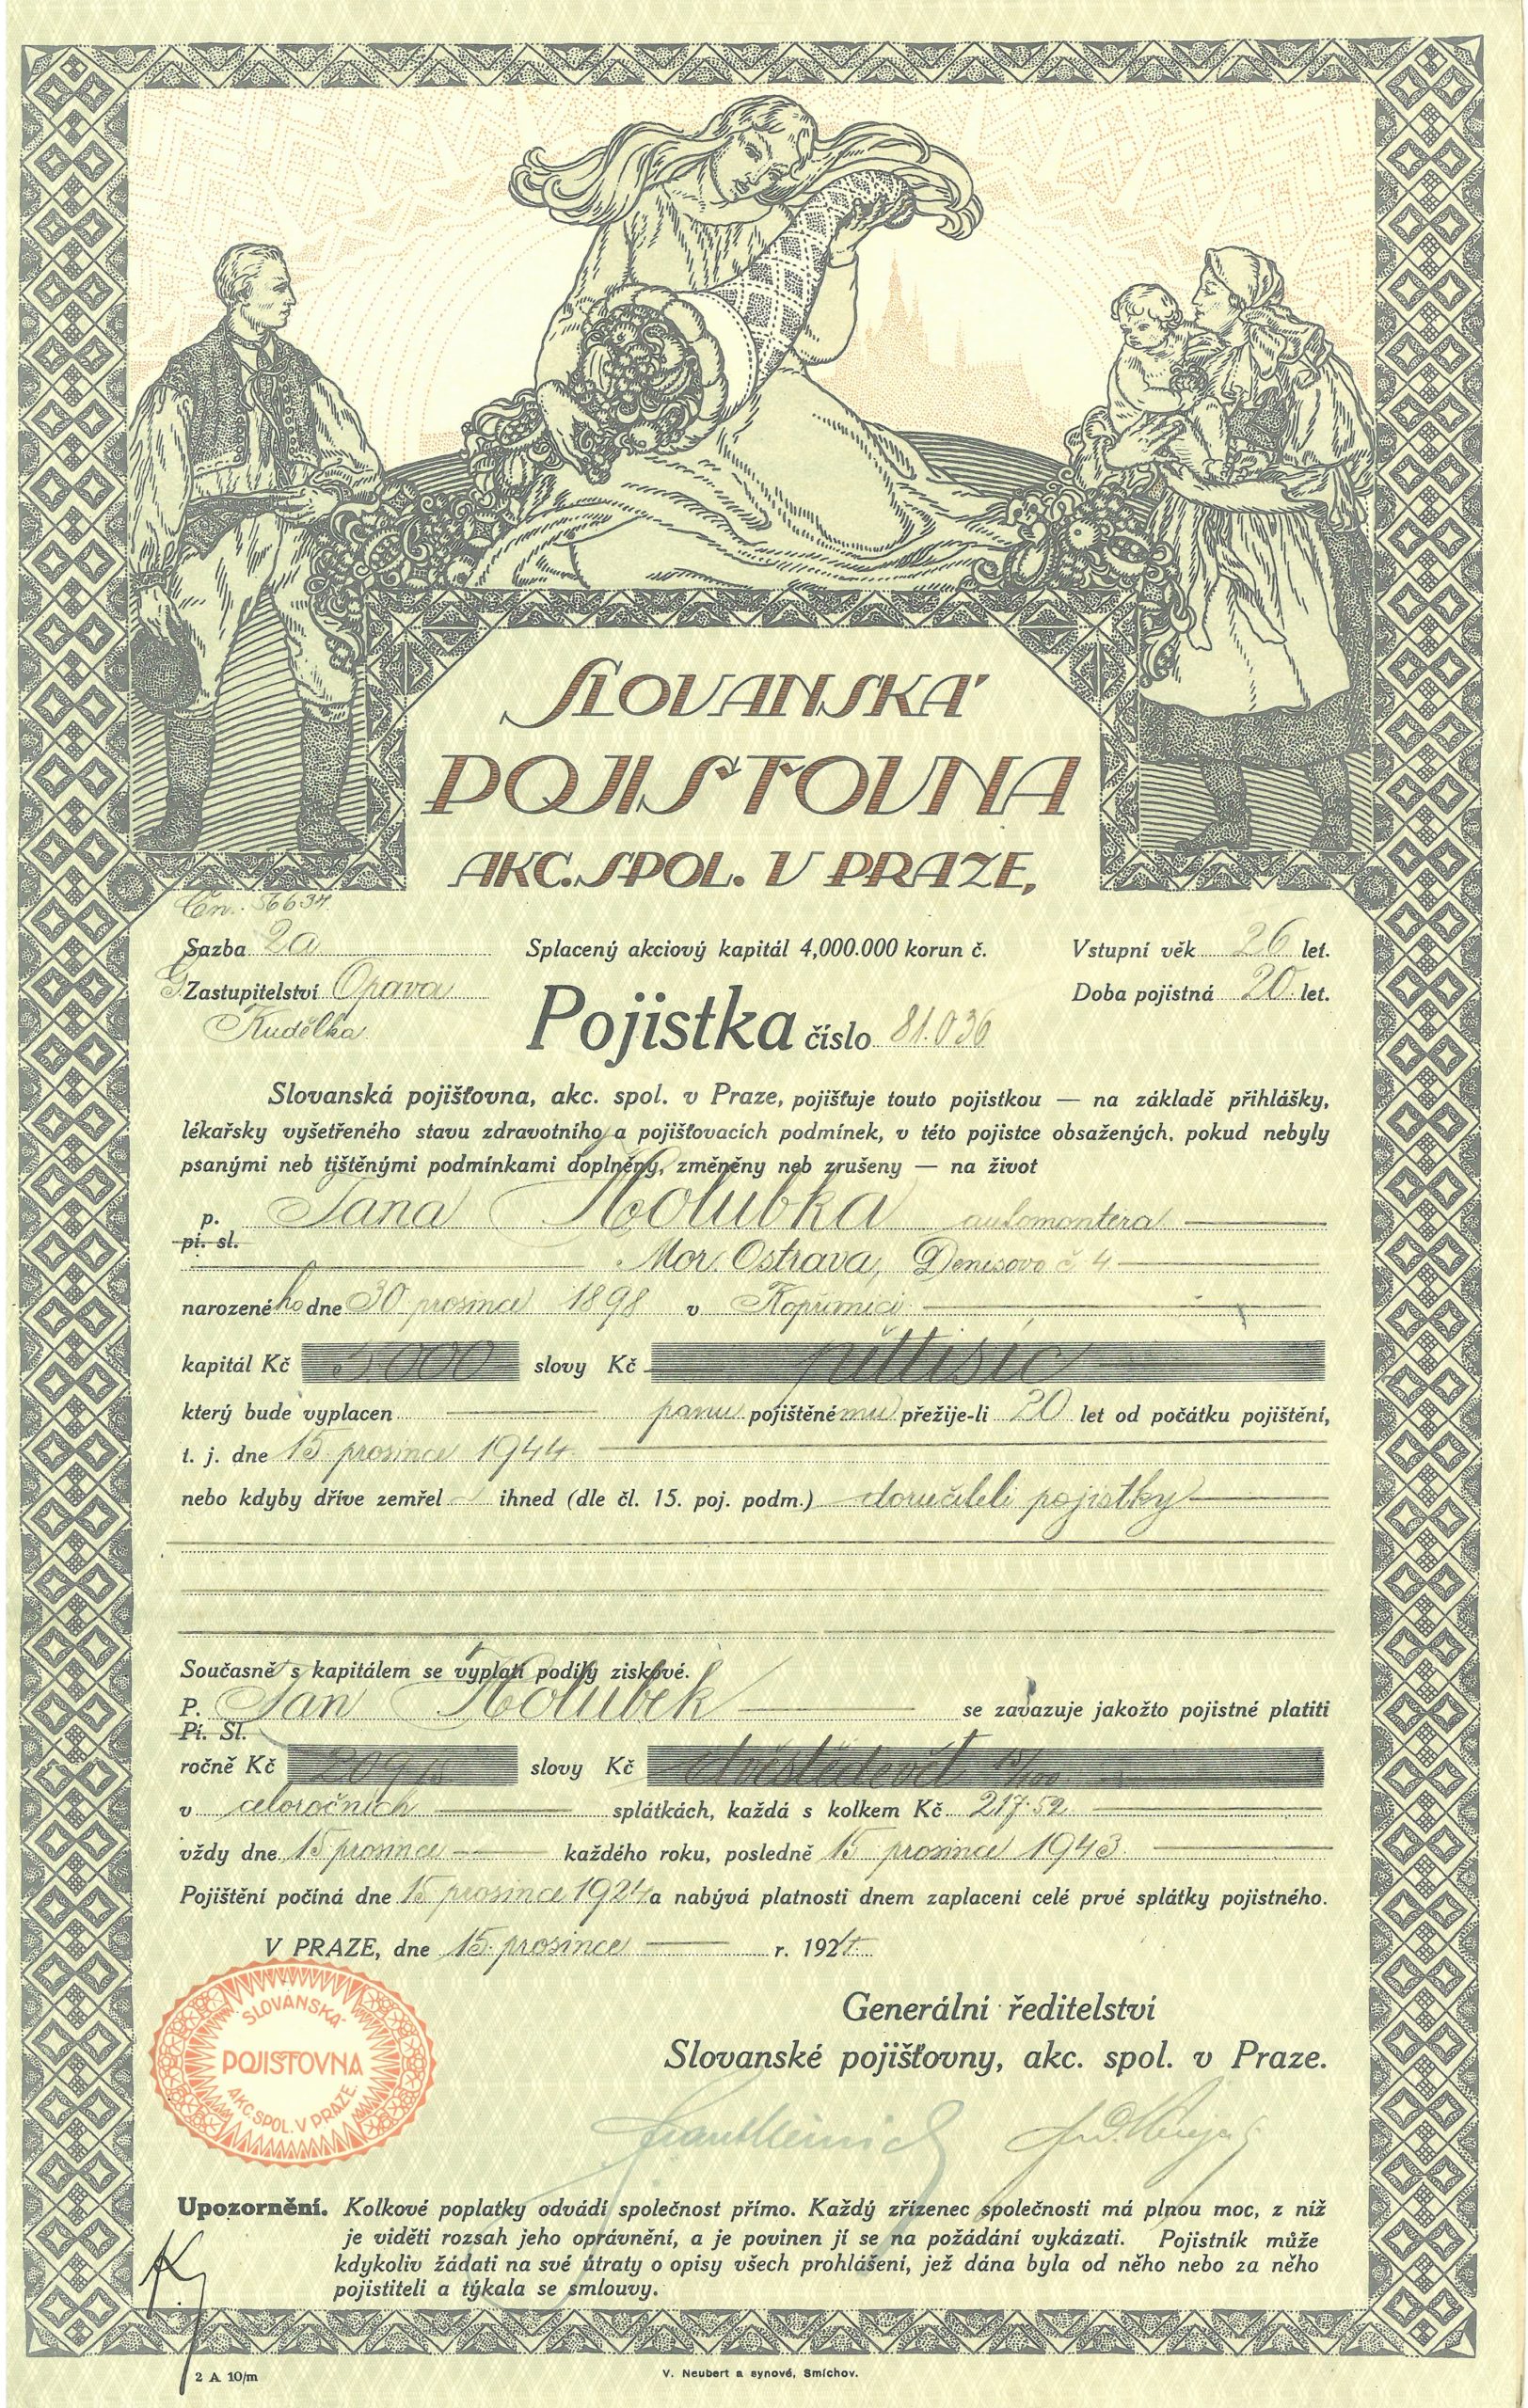 SLOVANSKÁ
POJIŠŤOVNA
AKC. SPOL. V PRAZE,
Čn. 56634.
Sazba 2a Splacený akciový kapitál 4,000.000 korun č. Vstupní věk 26 let.
Zastupitelství Opava Doba pojistná 20 let.
Kudělka
Pojistka číslo 81.036
Slovanská pojišťovna, akc. spol. v Praze, pojišťuje touto pojistkou — na základě přihlášky,
lékařsky vyšetřeného stavu zdravotního a pojišťovacích podmínek, v této pojistce obsažených, pokud nebyly
psanými neb tištěnými podmínkami doplněny, změněny neb zrušeny — na život
p. Jana Holubka automontera
pí. sl. Mor. Ostrava, Denisova č 4
narozeného dne 30 prosince 1898 v Kopřivnici
kapitál Kč 5000 slovy Kč pěttisíc
který bude vyplacen panu pojištěnému přežije-li 20 let od počátku pojištění,
t. j. dne 15. prosince 1944
nebo kdyby dříve zemřel ihned (dle čl. 15. poj. podm.) doručiteli pojistky
Současně s kapitálem se vyplatí podíly ziskové.
P. Jan Holubek se zavazuje jakožto pojistné platiti
Pí. Sl.
ročně Kč 209·15 slovy Kč dvěstědevět 15/100
v celoročních splátkách, každá s kolkem Kč 217·52
vždy dne 15 prosince každého roku, posledně 15 prosince 1943.
Pojištění počíná dne 15 prosince 1924 a nabývá platnosti dnem zaplacení celé prvé splátky pojistného.
V PRAZE, dne 15. prosince r. 1924
Generální ředitelství
Slovanské pojišťovny, akc. spol. v Praze.
SLOVANSKÁ
POJISTOVNA
AKC. SPOL. V PRAZE.
Upozornění. Kolkové poplatky odvádí společnost přímo. Každý zřízenec společnosti má plnou moc, z níž
je viděti rozsah jeho oprávnění, a je povinen jí se na požádání vykázati. Pojistník může
kdykoliv žádati na své útraty o opisy všech prohlášení, jež dána byla od něho nebo za něho
pojistiteli a týkala se smlouvy.
2 A 10/m V. Neubert a synové, Smíchov.